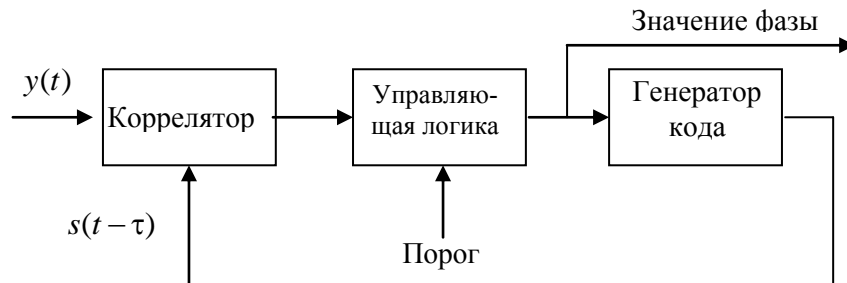 Значение фазы
y(t)
Коррелятор
Управляю-
щая логика
Генератор
кода
s(t – τ)
Порог